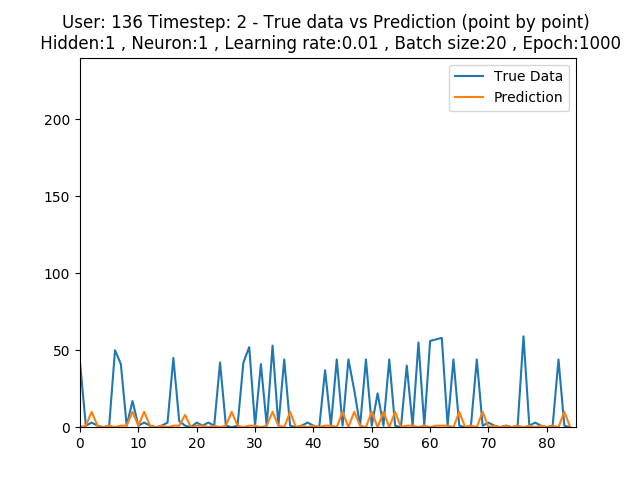 User: 136 Timestep: 2 - True data vs Prediction (point by point)
Hidden:1 , Neuron:1 , Learning rate:0.01 , Batch size:20 , Epoch:1000
True Data
Prediction
200
150
100
50
0
0 10 20 30 40 50 60 70 80